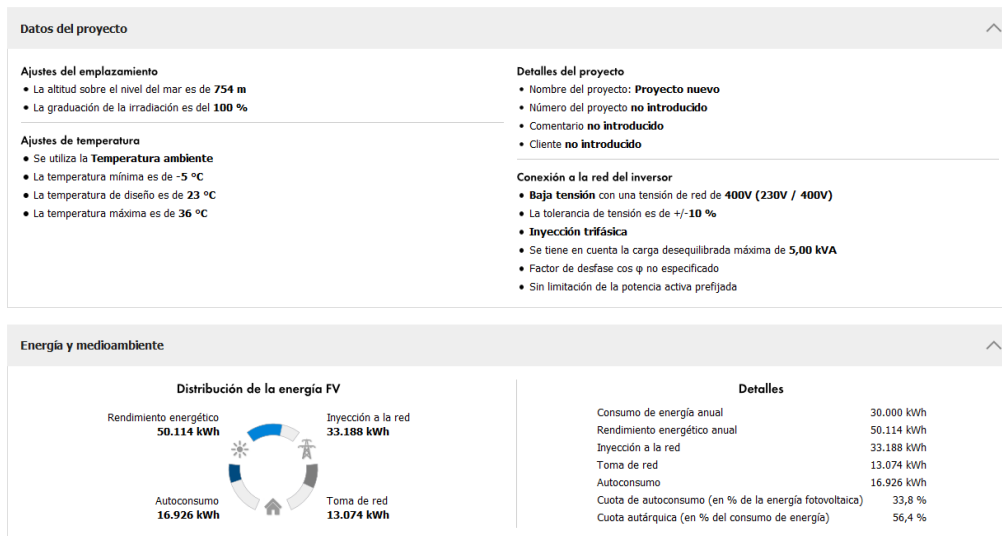 Datos del proyecto
Ajustes del emplazamiento
• La altitud sobre el nivel del mar es de 754 m
• La graduación de la irradiación es del 100 %
Ajustes de temperatura
• Se utiliza la Temperatura ambiente
• La temperatura mínima es de -5 °C
• La temperatura de diseño es de 23 °C
• La temperatura máxima es de 36 °C
Detalles del proyecto
• Nombre del proyecto: Proyecto nuevo
• Número del proyecto no introducido
• Comentario no introducido
• Cliente no introducido
Conexión a la red del inversor
• Baja tensión con una tensión de red de 400V (230V / 400V)
• La tolerancia de tensión es de +/-10 %
• Inyección trifásica
• Se tiene en cuenta la carga desequilibrada máxima de 5,00 kVA
• Factor de desfase cos φ no especificado
• Sin limitación de la potencia activa prefijada
Energía y medioambiente
Distribución de la energía FV
Rendimiento energético
50.114 kWh
Inyección a la red
33.188 kWh
Autoconsumo
16.926 kWh
Toma de red
13.074 kWh
Detalles
Consumo de energía anual 30.000 kWh
Rendimiento energético anual 50.114 kWh
Inyección a la red 33.188 kWh
Toma de red 13.074 kWh
Autoconsumo 16.926 kWh
Cuota de autoconsumo (en % de la energía fotovoltaica) 33,8 %
Cuota autárquica (en % del consumo de energía) 56,4 %